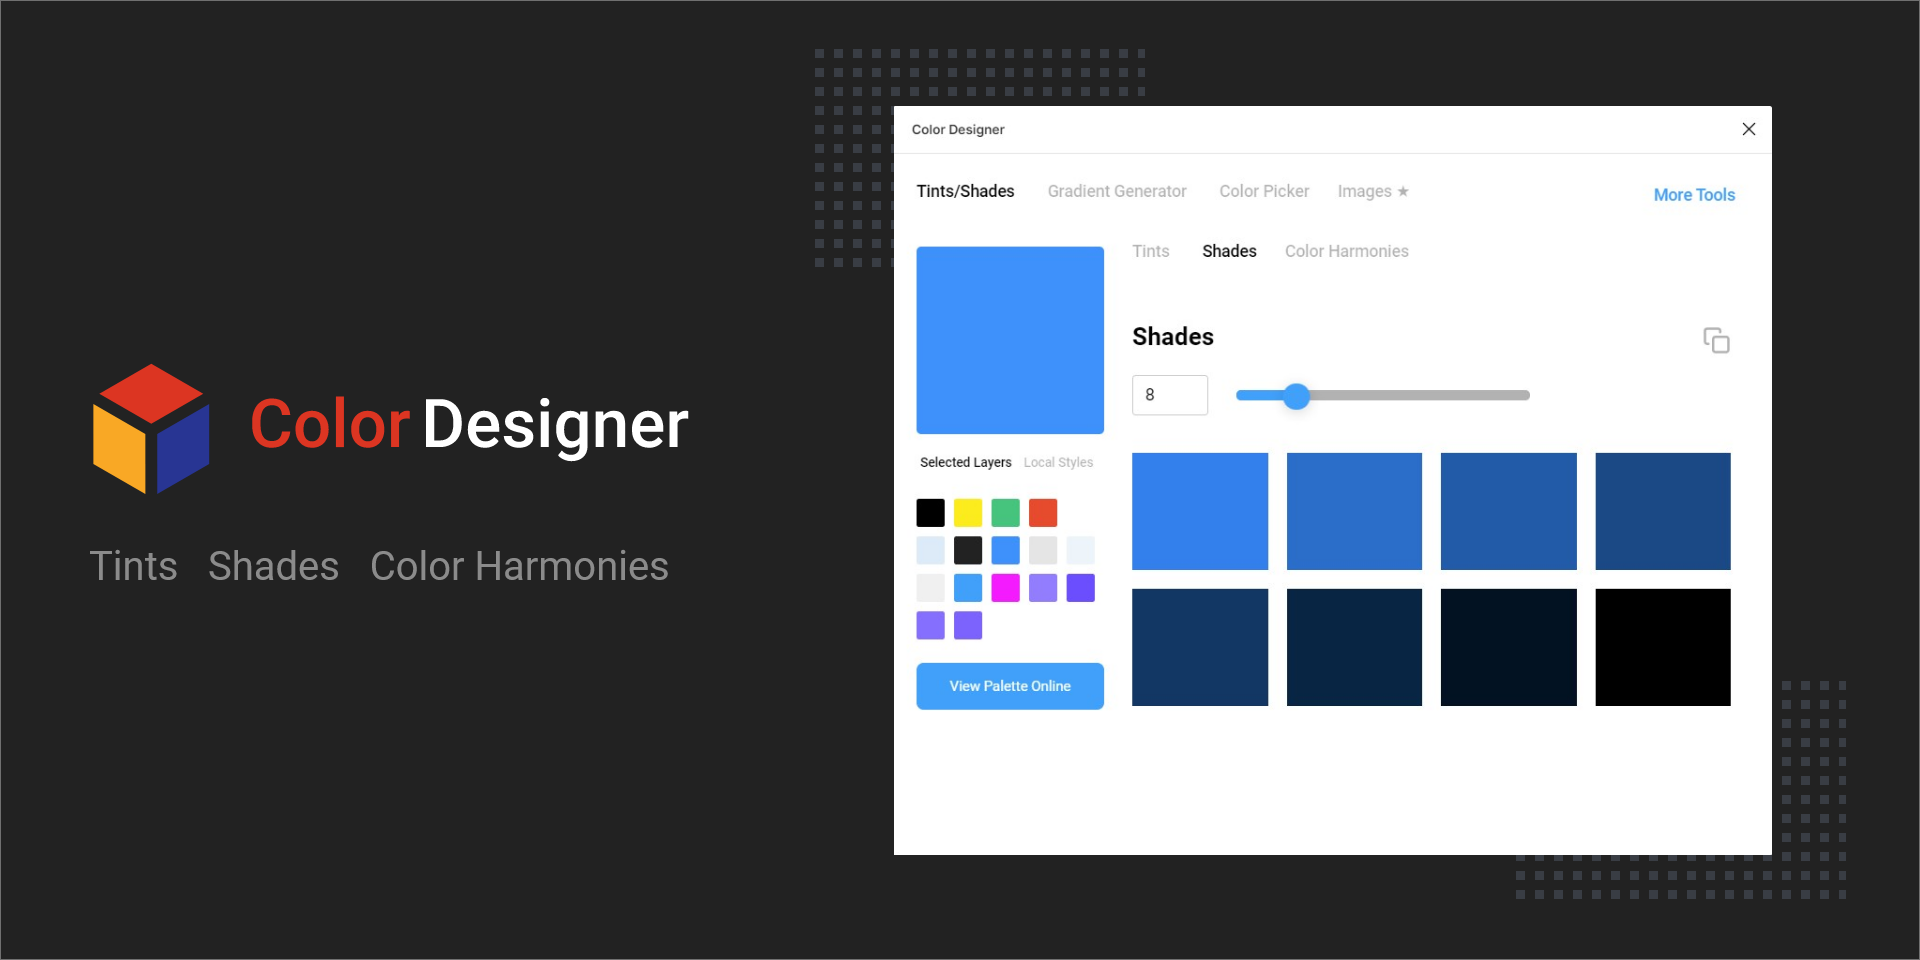 Color Designer
Tints Shades Color Harmonies
Color Designer
Tints/Shades Gradient Generator Color Picker Images ★ More Tools
Tints Shades Color Harmonies
Shades
8
Selected Layers Local Styles
View Palette Online